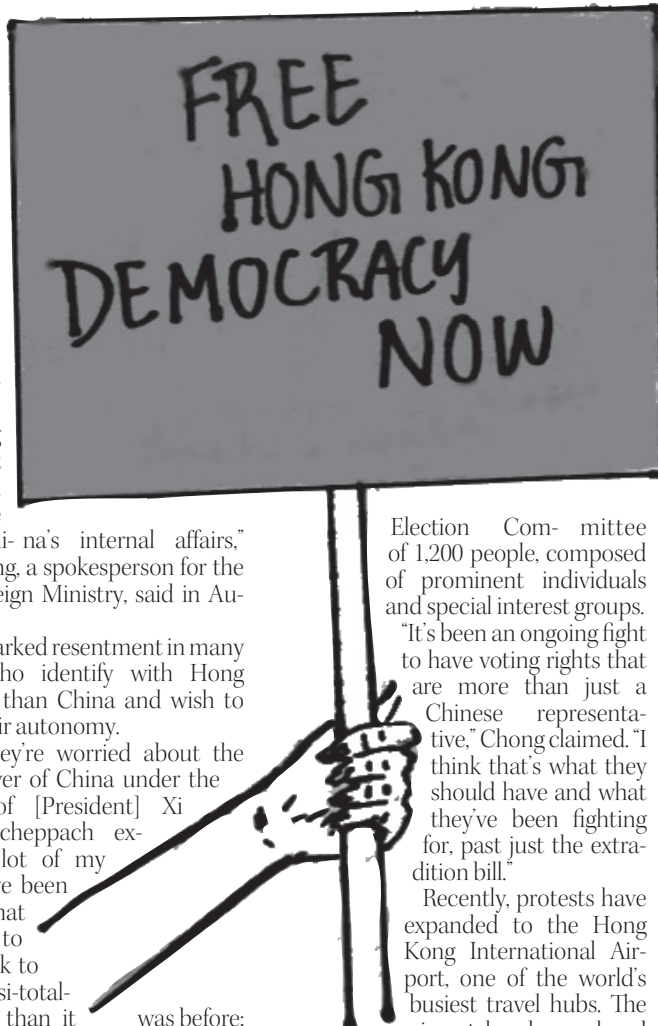 FREE
HONG KONG
DEMOCRACY
NOW
na's internal affairs,"
a spokesperson for the
Ministry, said in Au-
resentment in many
identify with Hong
than China and wish to
autonomy.
worried about the
of China under the
of [President] Xi
ex-
lot of my
been
to
to
than it was before:
Election Com- mittee
of 1,200 people, composed
of prominent individuals
and special interest groups.
"It's been an ongoing fight
to have voting rights that
are more than just a
Chinese representa-
tive," Chong claimed. "I
think that's what they
should have and what
they've been fighting
for, past just the extra-
dition bill."
Recently, protests have
expanded to the Hong
Kong International Air-
port, one of the world's
busiest travel hubs. The